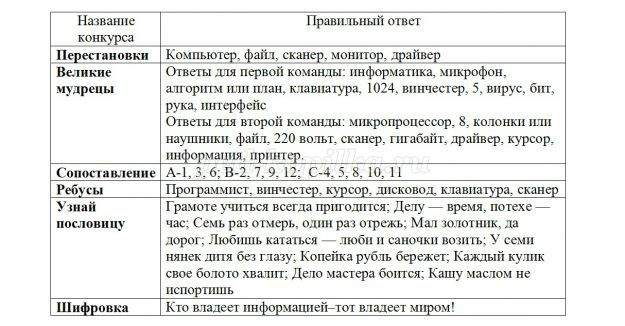 Название Правильный ответ
конкурса
Перестановки Компьютер, файл, сканер, монитор, драйвер
Великие Ответы для первой команды: информатика, микрофон,
мудрецы алгоритм или план, клавиатура, 1024, винчестер, 5, вирус, бит,
рука, интерфейс
Ответы для второй команды: микропроцессор, 8, колонки или
наушники, файл, 220 вольт, сканер, гигабайт, драйвер, курсор,
информация, принтер.
Сопоставление А-1, 3, 6; В-2, 7, 9, 12; С-4, 5, 8, 10, 11
Ребусы Программист, винчестер, курсор, дисковод, клавиатура, сканер
Узнай Грамоте учиться всегда пригодится; Делу — время, потехе —
пословицу час; Семь раз отмерь, один раз отрежь; Мал золотник, да
дорог; Любишь кататься — люби и саночки возить; У семи
нянек дитя без глазу; Копейка рубль бережет; Каждый кулик
свое болото хвалит; Дело мастера боится; Кашу маслом не
испортишь
Шифровка Кто владеет информацией–тот владеет миром!